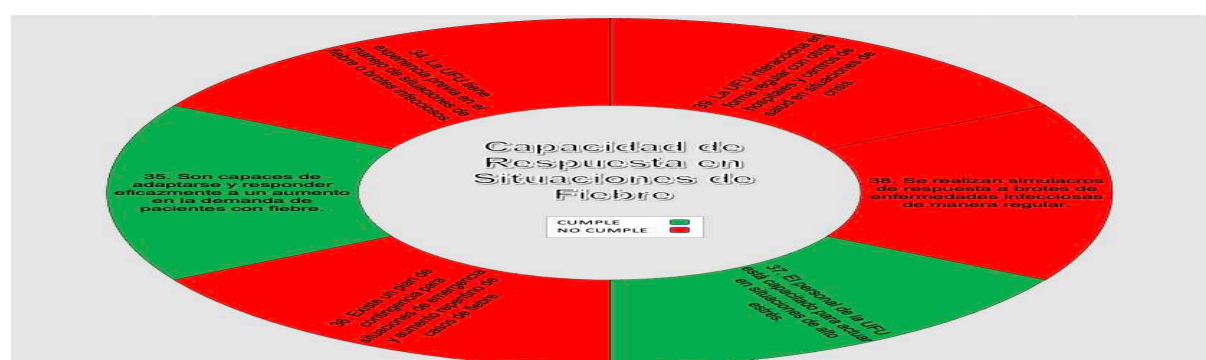 Capacidad de
Respuesta en
Situaciones de
Fiebre
CUMPLE
NO CUMPLE
34. La UFU tiene
experiencia previa en el
manejo de situaciones de
fiebre o brotes infecciosos.
39. La UFU interacciona en
forma regular con otros
hospitales y centros de
salud en situaciones de
crisis.
35. Son capaces de
adaptarse y responder
eficazmente a un aumento
en la demanda de
pacientes con fiebre.
38. Se realizan simulacros
de respuesta a brotes de
enfermedades infecciosas
de manera regular.
36. Existe un plan de
contingencia para
situaciones de emergencia
y aumento repentino de
casos de fiebre.
37. El personal de la UFU
está capacitado para actuar
en situaciones de alto
estrés.